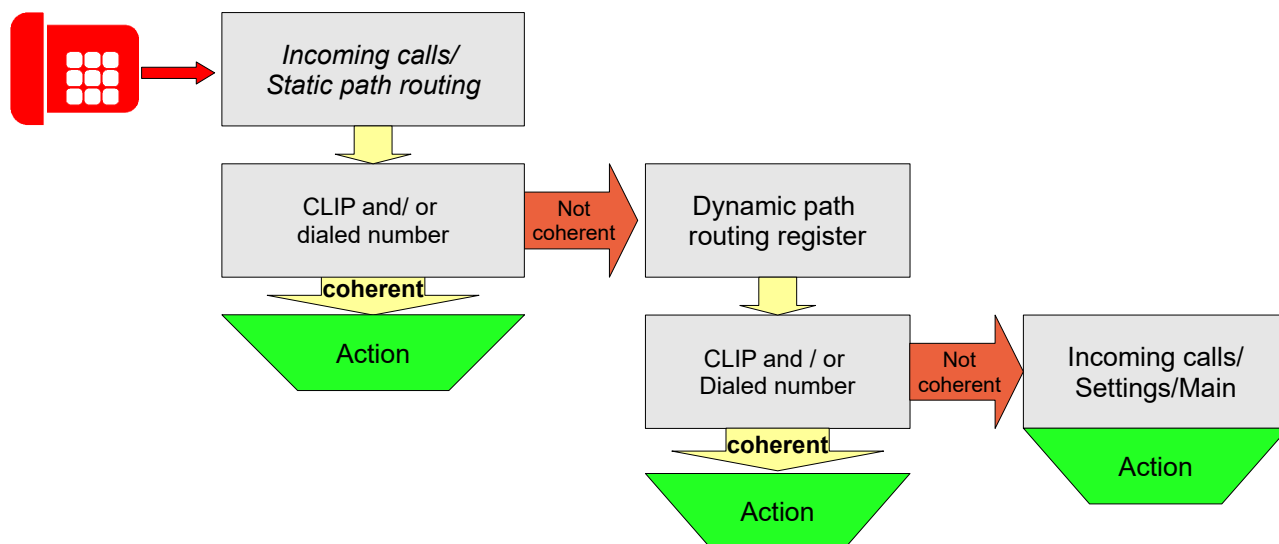 Incoming calls/
Static path routing
CLIP and/ or
dialed number
Not
coherent
Dynamic path
routing register
coherent
Action
CLIP and / or
Dialed number
Not
coherent
Incoming calls/
Settings/Main
coherent
Action
Action